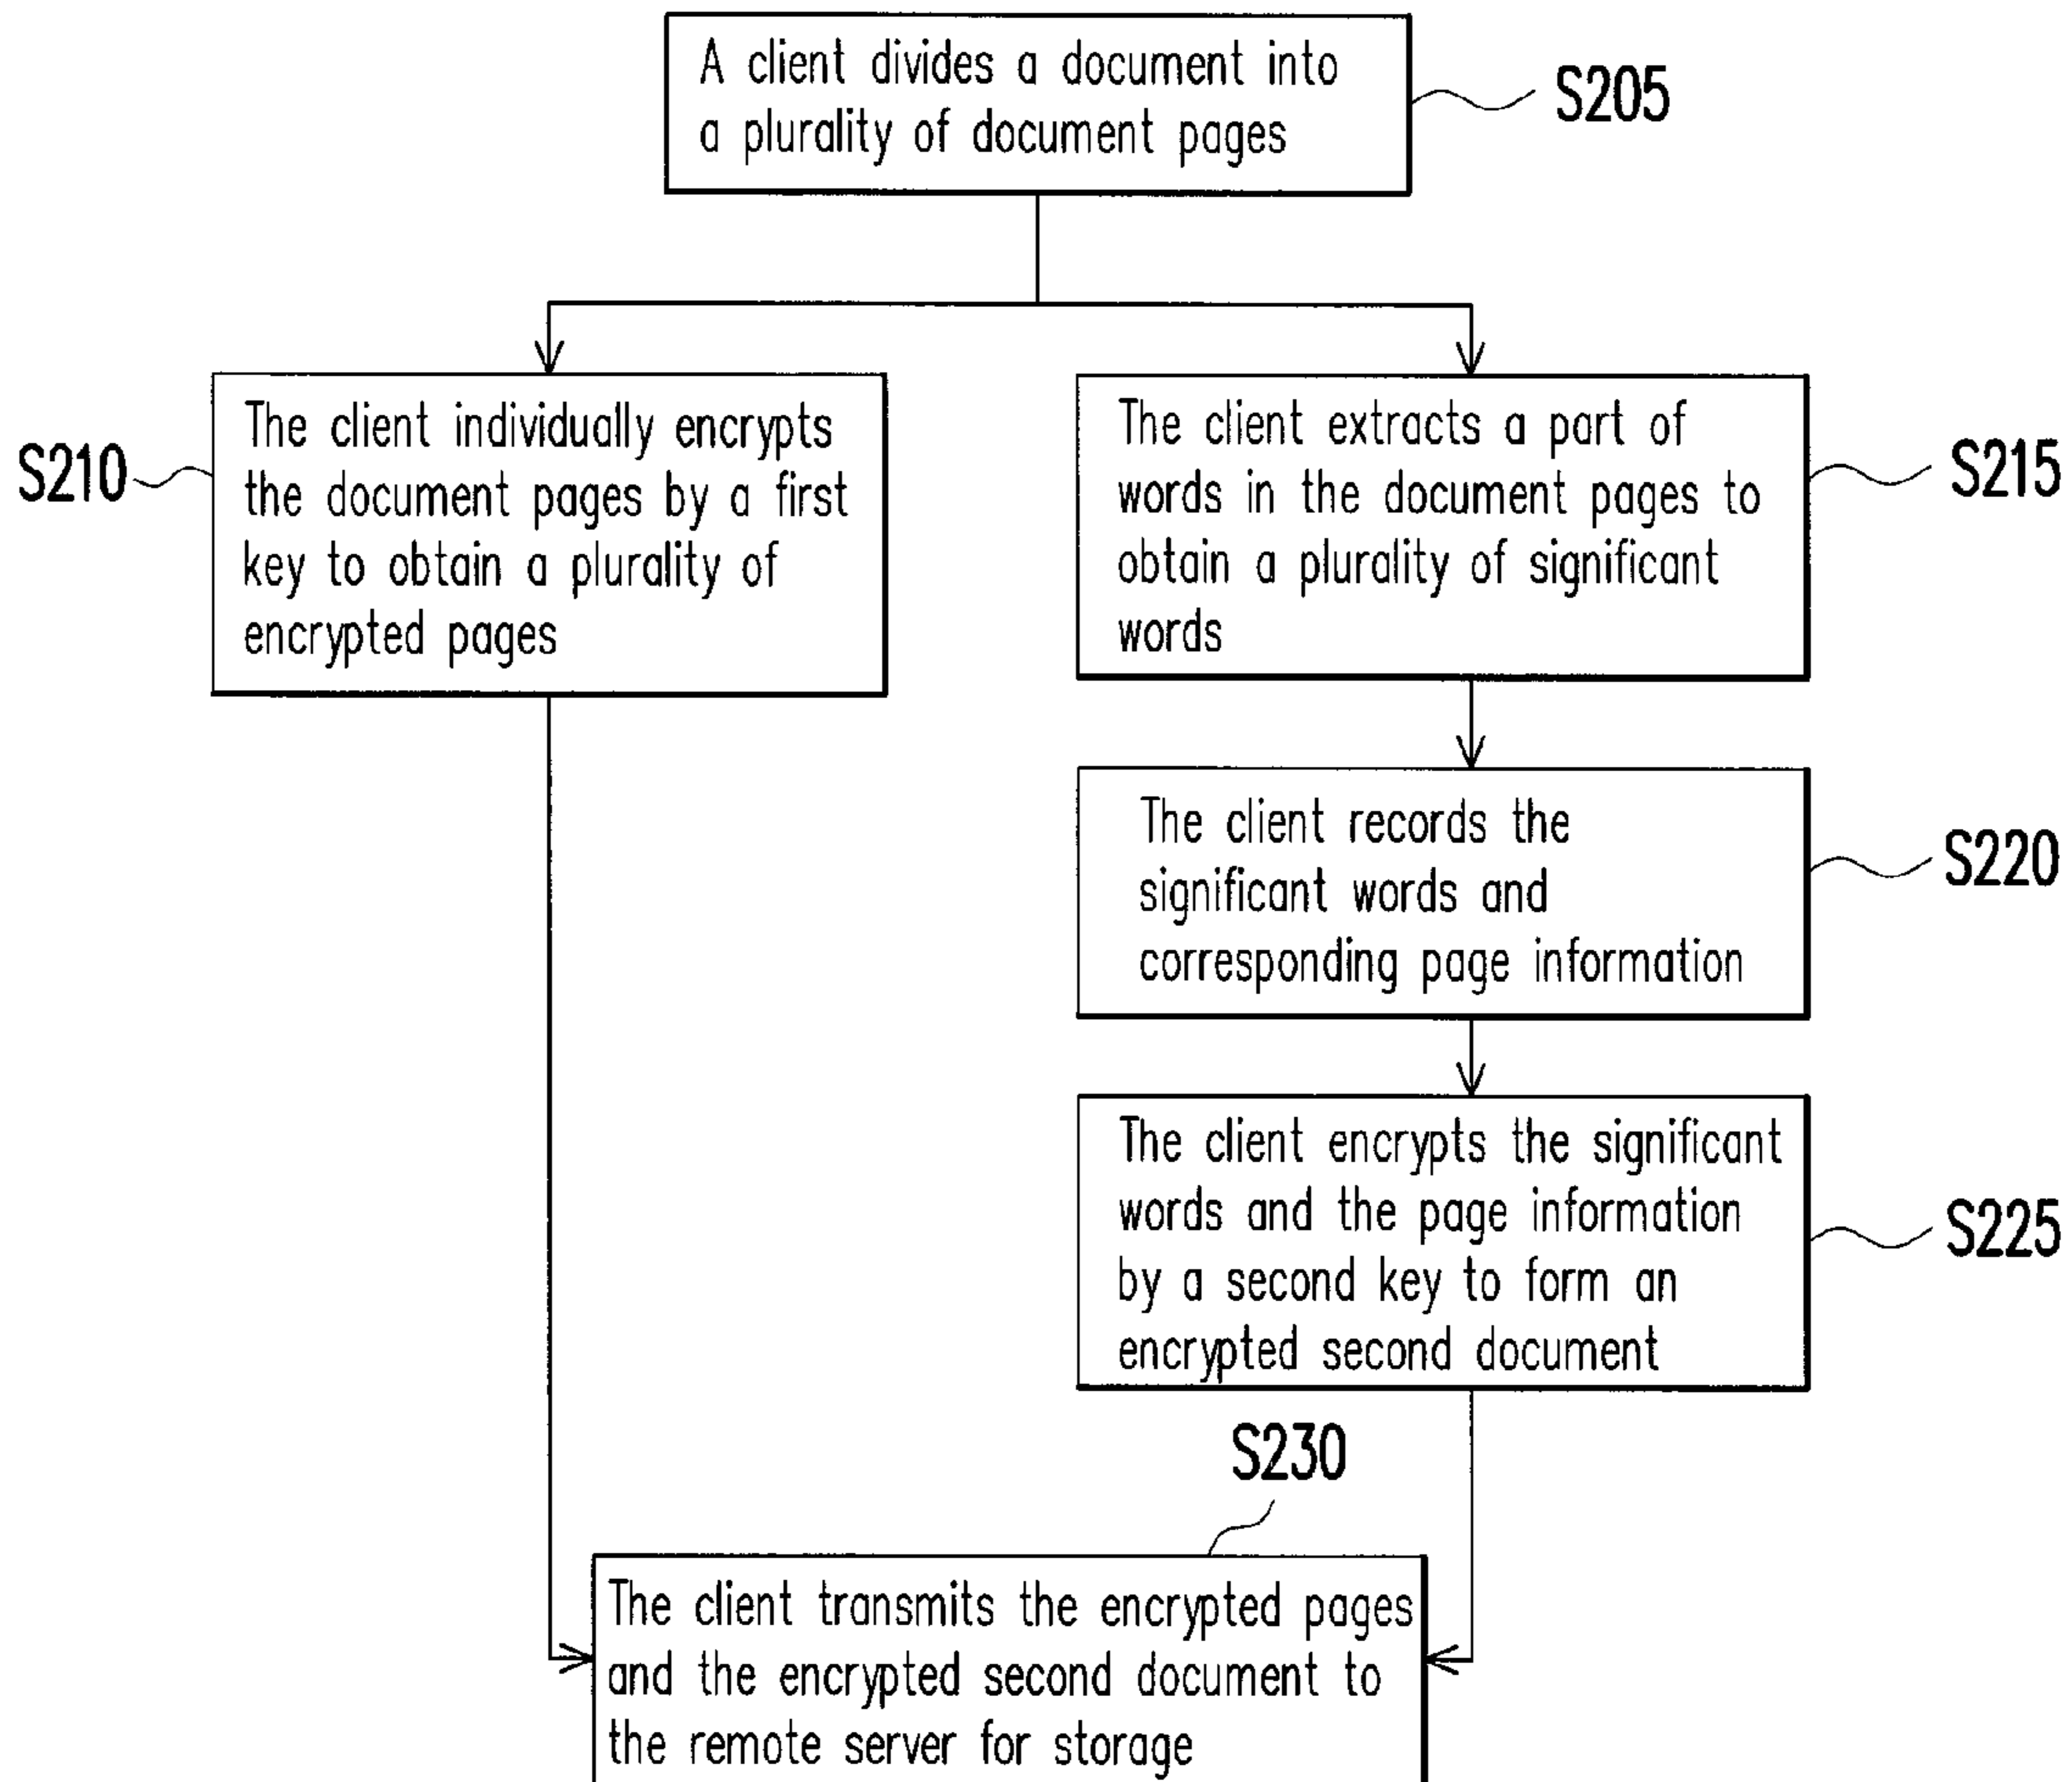 A client divides a document into
a plurality of document pages
S205
The client individually encrypts
the document pages by a first
key to obtain a plurality of
encrypted pages
S210
The client extracts a part of
words in the document pages to
obtain a plurality of significant
words
S215
The client records the
significant words and
corresponding page information
S220
The client encrypts the significant
words and the page information
by a second key to form an
encrypted second document
S225
S230
The client transmits the encrypted pages
and the encrypted second document to
the remote server for storage